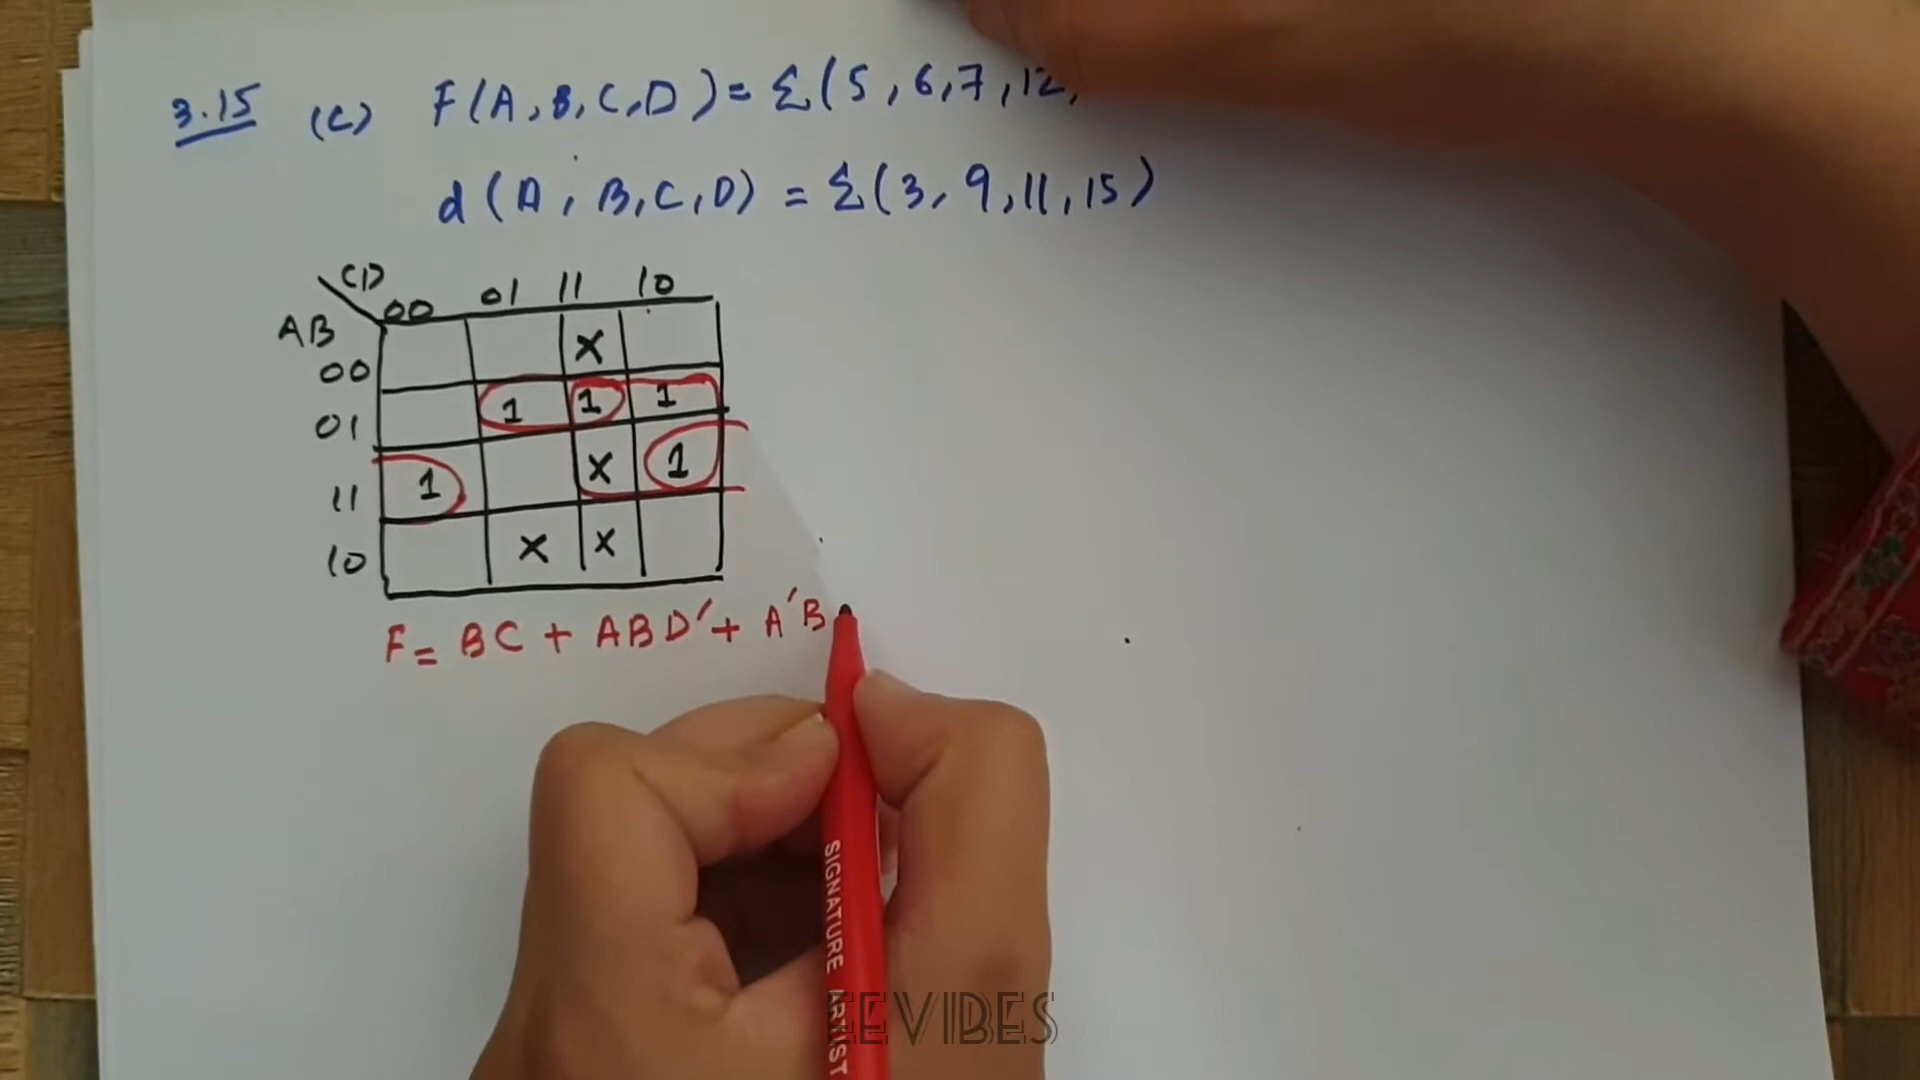 3.15 (c) F(A,B,C,D)= Σ(5,6,7,12,
d(A,B,C,D) = Σ(3,9,11,15)
CD
00 01 11 10
AB
00 X
01 1 1 1
11 1 X 1
10 X X
F= BC + ABD' + A'B
SIGNATURE ARTIST
EEVIBES